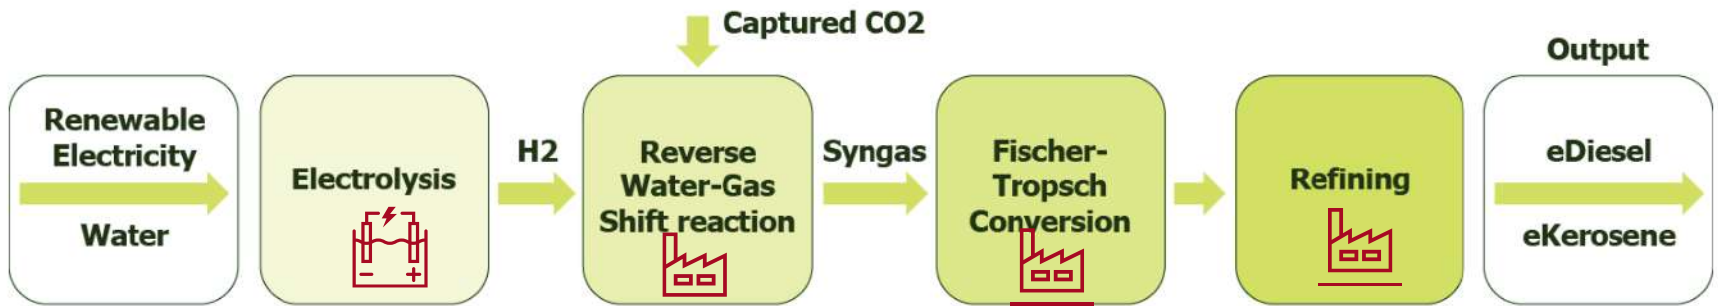 Captured CO2
Output
Renewable
Electricity
Water
Electrolysis
H2
Reverse
Water-Gas
Shift reaction
Syngas
Fischer-
Tropsch
Conversion
Refining
eDiesel
eKerosene